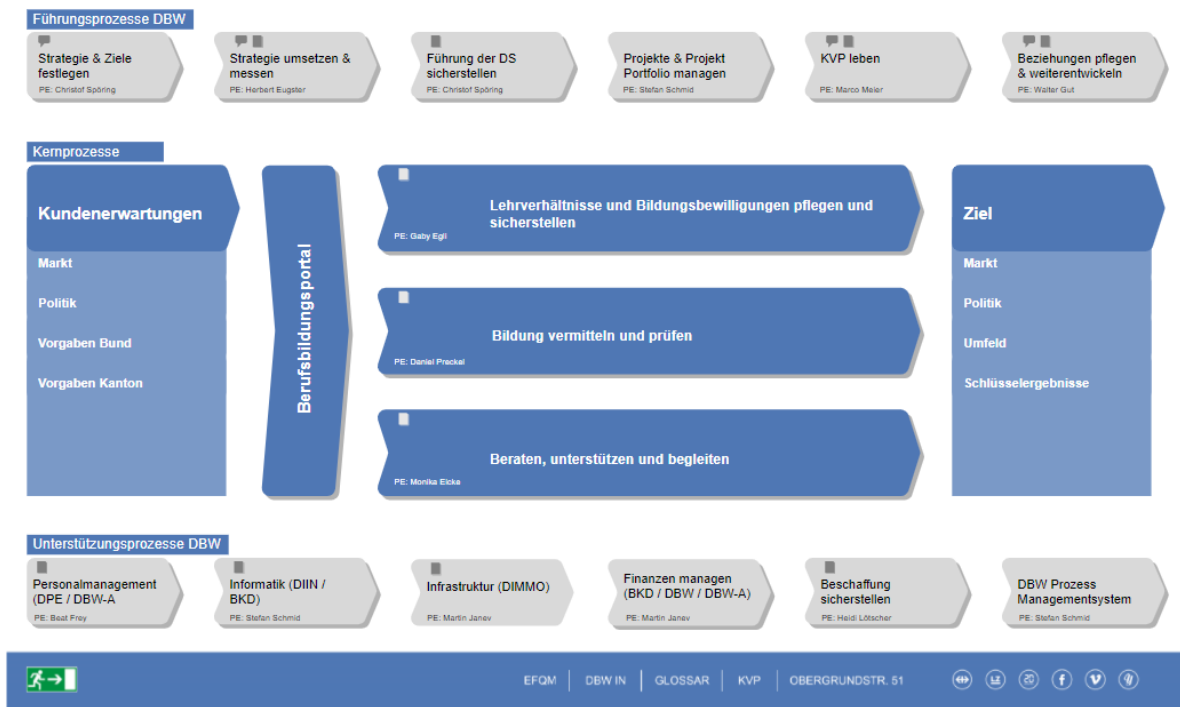 Führungsprozesse DBW
Strategie & Ziele
festlegen
PE: Christof Spöring
Strategie umsetzen &
messen
PE: Herbert Eugster
Führung der DS
sicherstellen
PE: Christof Spöring
Projekte & Projekt
Portfolio managen
PE: Stefan Schmid
KVP leben
PE: Marco Meier
Beziehungen pflegen
& weiterentwickeln
PE: Walter Gut
Kernprozesse
Kundenerwartungen
Markt
Politik
Vorgaben Bund
Vorgaben Kanton
Berufsbildungsportal
Lehrverhältnisse und Bildungsbewilligungen pflegen und
sicherstellen
PE: Gaby Egli
Bildung vermitteln und prüfen
PE: Daniel Preckel
Beraten, unterstützen und begleiten
PE: Monika Eicke
Ziel
Markt
Politik
Umfeld
Schlüsselergebnisse
Unterstützungsprozesse DBW
Personalmanagement
(DPE / DBW-A
PE: Beat Frey
Informatik (DIIN /
BKD)
PE: Stefan Schmid
Infrastruktur (DIMMO)
PE: Martin Janev
Finanzen managen
(BKD / DBW / DBW-A)
PE: Martin Janev
Beschaffung
sicherstellen
PE: Heidi Lötscher
DBW Prozess
Managementsystem
PE: Stefan Schmid
EFQM | DBW IN | GLOSSAR | KVP | OBERGRUNDSTR. 51